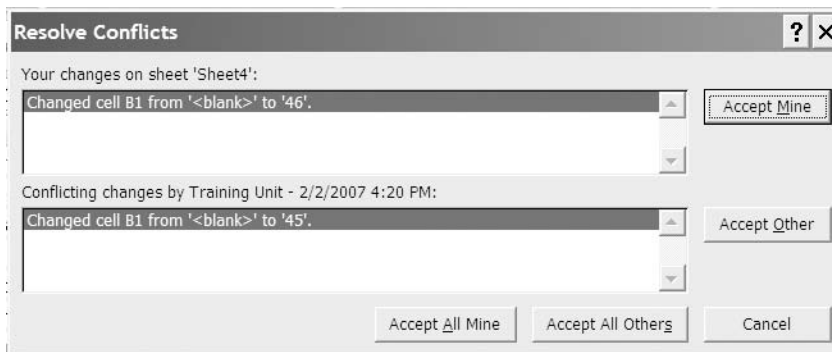 Resolve Conflicts
Your changes on sheet 'Sheet4':
Changed cell B1 from '<blank>' to '46'.
Accept Mine
Conflicting changes by Training Unit - 2/2/2007 4:20 PM:
Changed cell B1 from '<blank>' to '45'.
Accept Other
Accept All Mine
Accept All Others
Cancel